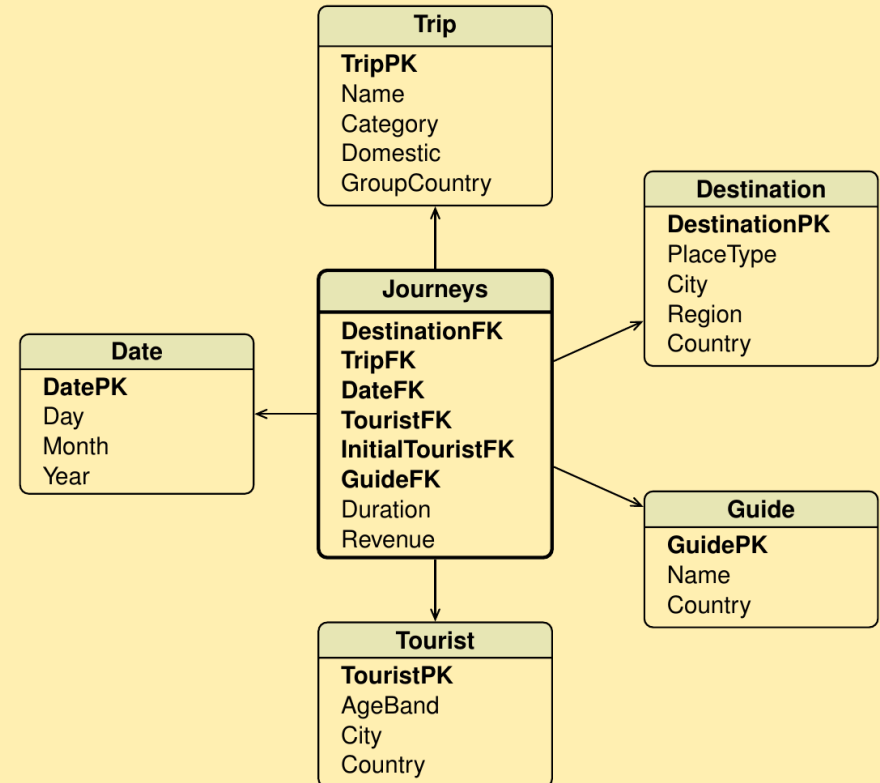 Trip
TripPK
Name
Category
Domestic
GroupCountry
Destination
DestinationPK
PlaceType
City
Region
Country
Journeys
DestinationFK
TripFK
DateFK
TouristFK
InitialTouristFK
GuideFK
Duration
Revenue
Date
DatePK
Day
Month
Year
Guide
GuidePK
Name
Country
Tourist
TouristPK
AgeBand
City
Country